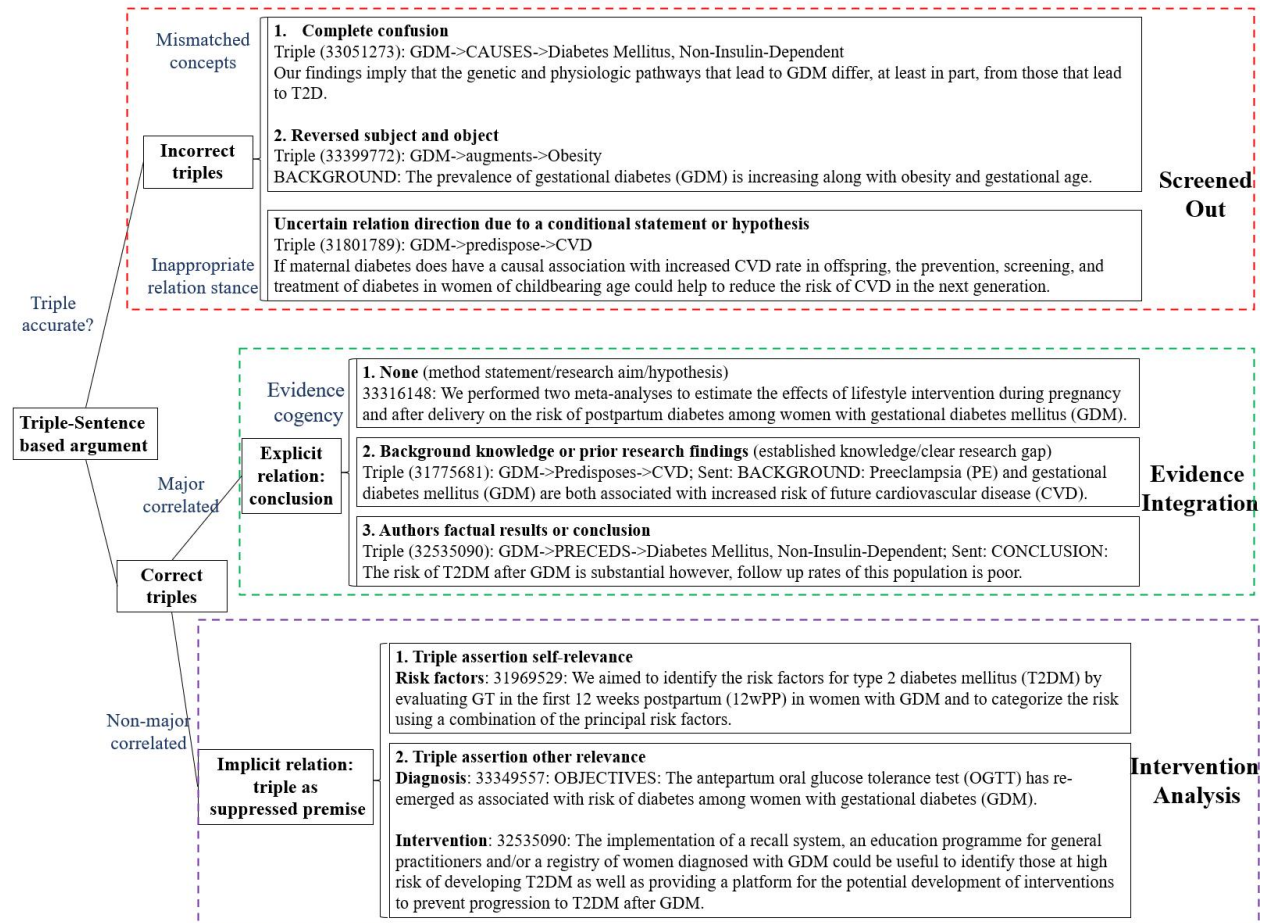 Mismatched
concepts
1. Complete confusion
Triple (33051273): GDM->CAUSES->Diabetes Mellitus, Non-Insulin-Dependent
Our findings imply that the genetic and physiologic pathways that lead to GDM differ, at least in part, from those that lead
to T2D.
2. Reversed subject and object
Triple (33399772): GDM->augments->Obesity
BACKGROUND: The prevalence of gestational diabetes (GDM) is increasing along with obesity and gestational age.
Incorrect
triples
Screened
Out
Uncertain relation direction due to a conditional statement or hypothesis
Triple (31801789): GDM->predispose->CVD
If maternal diabetes does have a causal association with increased CVD rate in offspring, the prevention, screening, and
treatment of diabetes in women of childbearing age could help to reduce the risk of CVD in the next generation.
Inappropriate
relation stance
Triple
accurate?
Triple-Sentence
based argument
Evidence
cogency
1. None (method statement/research aim/hypothesis)
33316148: We performed two meta-analyses to estimate the effects of lifestyle intervention during pregnancy
and after delivery on the risk of postpartum diabetes among women with gestational diabetes mellitus (GDM).
Explicit
relation:
conclusion
2. Background knowledge or prior research findings (established knowledge/clear research gap)
Triple (31775681): GDM->Predisposes->CVD; Sent: BACKGROUND: Preeclampsia (PE) and gestational
diabetes mellitus (GDM) are both associated with increased risk of future cardiovascular disease (CVD).
Evidence
Integration
Major
correlated
3. Authors factual results or conclusion
Triple (32535090): GDM->PRECEDS->Diabetes Mellitus, Non-Insulin-Dependent; Sent: CONCLUSION:
The risk of T2DM after GDM is substantial however, follow up rates of this population is poor.
Correct
triples
Non-major
correlated
Implicit relation:
triple as
suppressed premise
1. Triple assertion self-relevance
Risk factors: 31969529: We aimed to identify the risk factors for type 2 diabetes mellitus (T2DM) by
evaluating GT in the first 12 weeks postpartum (12wPP) in women with GDM and to categorize the risk
using a combination of the principal risk factors.
2. Triple assertion other relevance
Diagnosis: 33349557: OBJECTIVES: The antepartum oral glucose tolerance test (OGTT) has re-
emerged as associated with risk of diabetes among women with gestational diabetes (GDM).
Intervention: 32535090: The implementation of a recall system, an education programme for general
practitioners and/or a registry of women diagnosed with GDM could be useful to identify those at high
risk of developing T2DM as well as providing a platform for the potential development of interventions
to prevent progression to T2DM after GDM.
Intervention
Analysis